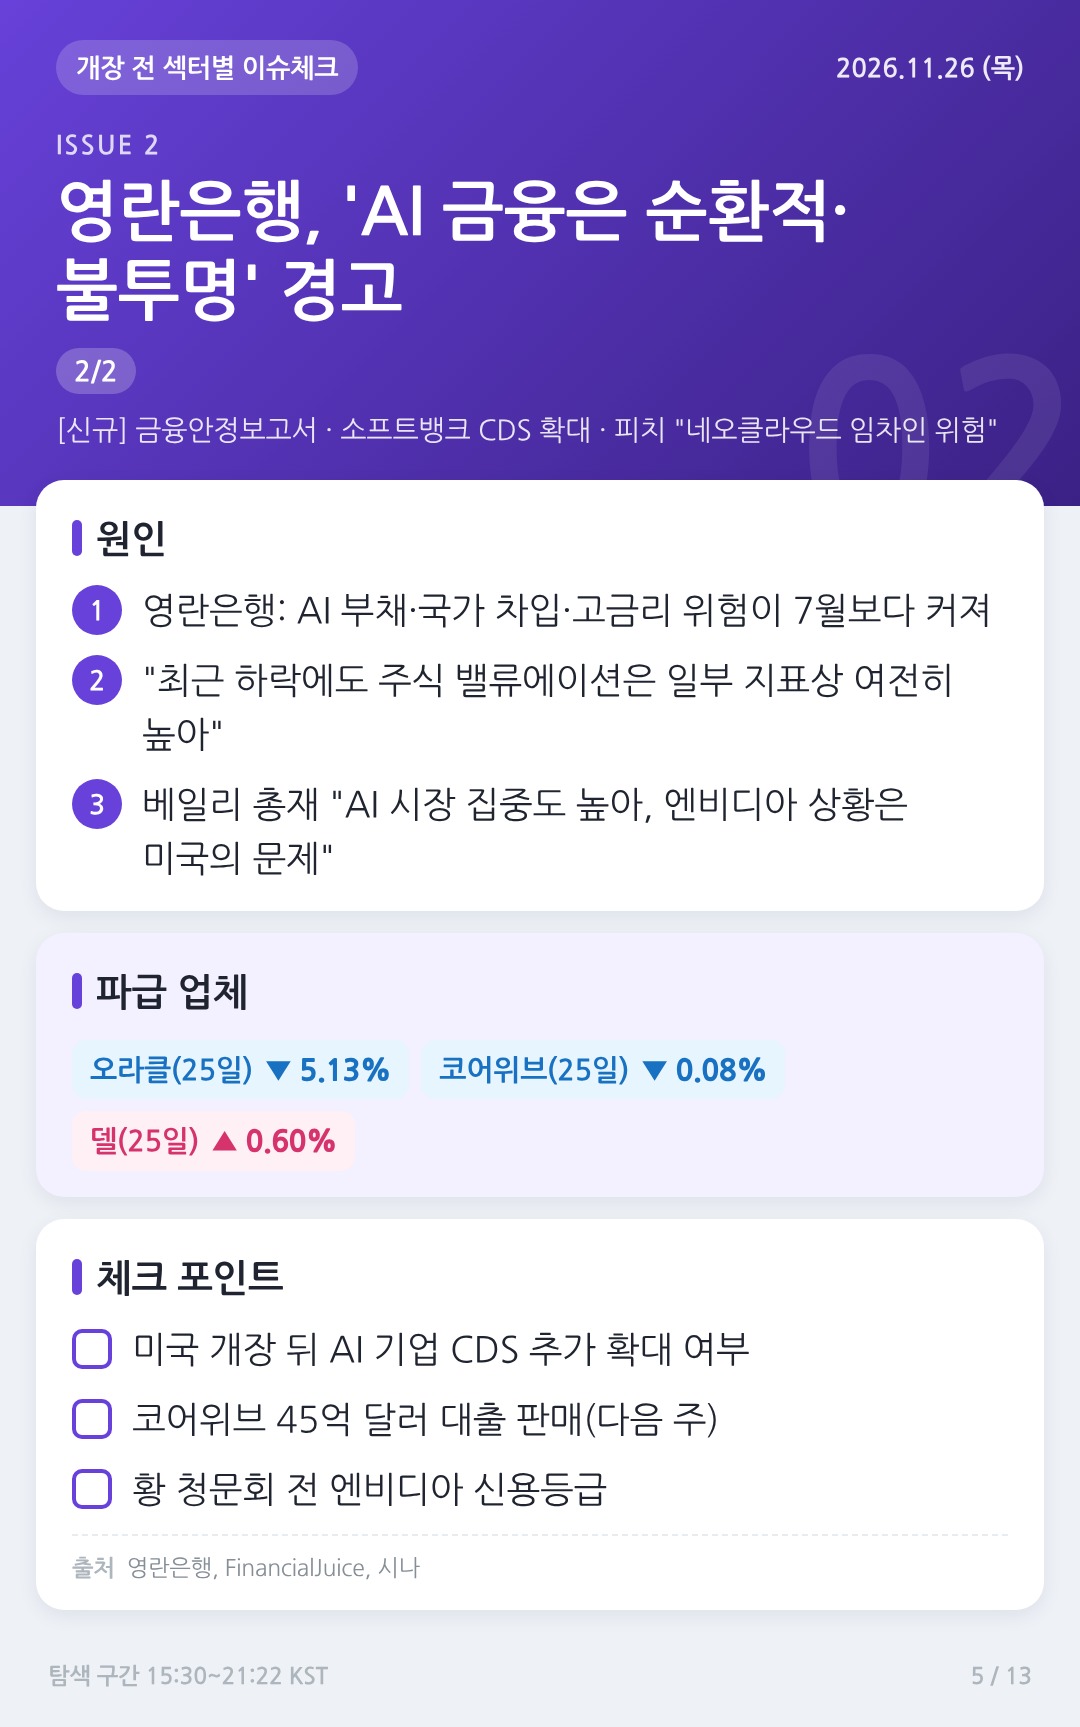 개장 전 섹터별 이슈체크
2026.11.26 (목)
ISSUE 2
영란은행, 'AI 금융은 순환적·
불투명' 경고
2/2
02
[신규] 금융안정보고서 · 소프트뱅크 CDS 확대 · 피치 "네오클라우드 임차인 위험"
원인
1 영란은행: AI 부채·국가 차입·고금리 위험이 7월보다 커져
2 "최근 하락에도 주식 밸류에이션은 일부 지표상 여전히
높아"
3 베일리 총재 "AI 시장 집중도 높아, 엔비디아 상황은
미국의 문제"
파급 업체
오라클(25일) ▼ 5.13% 코어위브(25일) ▼ 0.08%
델(25일) ▲ 0.60%
체크 포인트
미국 개장 뒤 AI 기업 CDS 추가 확대 여부
코어위브 45억 달러 대출 판매(다음 주)
황 청문회 전 엔비디아 신용등급
출처 영란은행, FinancialJuice, 시나
탐색 구간 15:30~21:22 KST
5 / 13